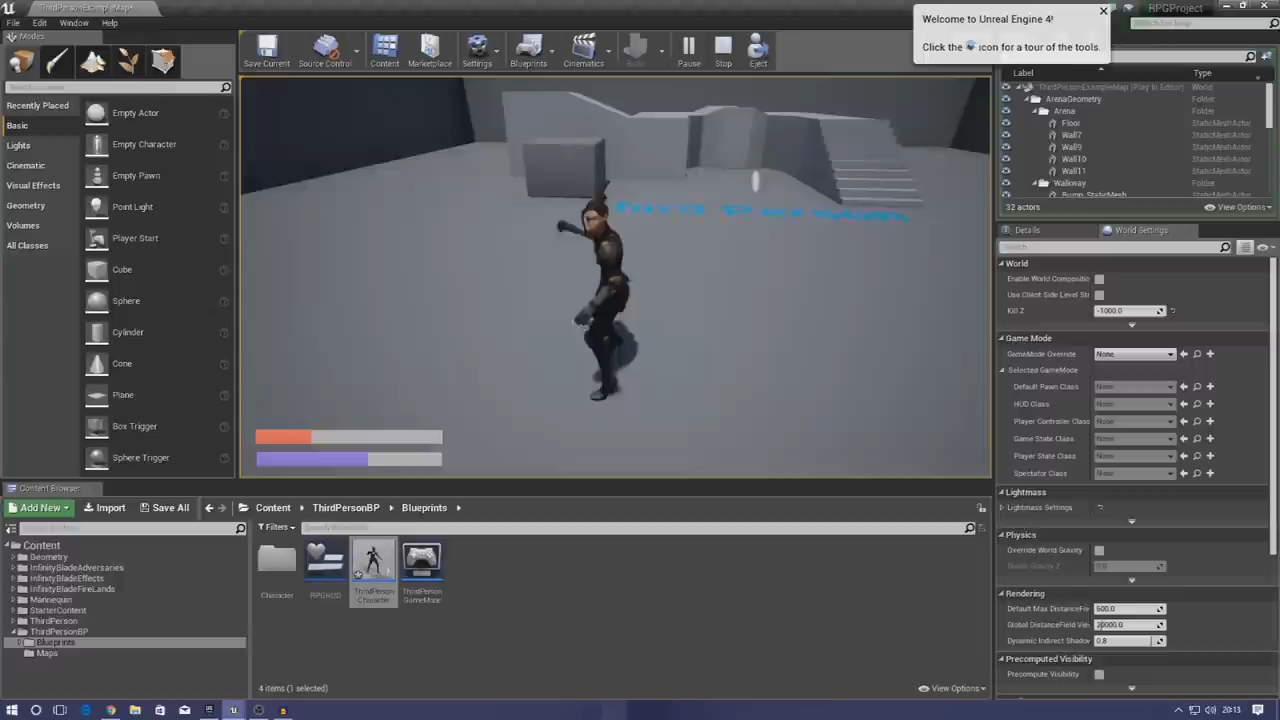 ThirdPersonExampleMap*
RPGProject
File Edit Window Help
Welcome to Unreal Engine 4!
Click the icon for a tour of the tools.
Modes
Save Current
Source Control
Content
Marketplace
Settings
Blueprints
Cinematics
Build
Pause
Stop
Eject
Recently Placed
Basic
Lights
Cinematic
Visual Effects
Geometry
Volumes
All Classes
Empty Actor
Empty Character
Empty Pawn
Point Light
Player Start
Cube
Sphere
Cylinder
Cone
Plane
Box Trigger
Sphere Trigger
Label Type
ThirdPersonExampleMap (Play In Editor) World
ArenaGeometry Folder
Arena Folder
Floor StaticMeshActor
Wall7 StaticMeshActor
Wall9 StaticMeshActor
Wall10 StaticMeshActor
Wall11 StaticMeshActor
Walkway Folder
Bump_StaticMesh StaticMeshActor
32 actors
View Options
Details
World Settings
Search
World
Enable World Compositio
Use Client Side Level Str
Kill Z -1000.0
Game Mode
GameMode Override None
Selected GameMode
Default Pawn Class None
HUD Class None
Player Controller Class None
Game State Class None
Player State Class None
Spectator Class None
Lightmass
Lightmass Settings
Physics
Override World Gravity
0.0
Rendering
Default Max DistanceFie 600.0
Global DistanceField Vie 20000.0
Dynamic Indirect Shadow 0.8
Precomputed Visibility
Precompute Visibility
Content Browser
Add New
Import
Save All
Content
ThirdPersonBP
Blueprints
Filters
Content
Geometry
InfinityBladeAdversaries
InfinityBladeEffects
InfinityBladeFireLands
Mannequin
StarterContent
ThirdPerson
ThirdPersonBP
Blueprints
Maps
Character
RPGHUD
ThirdPerson
Character
ThirdPerson
GameMode
4 items (1 selected)
View Options
20:13